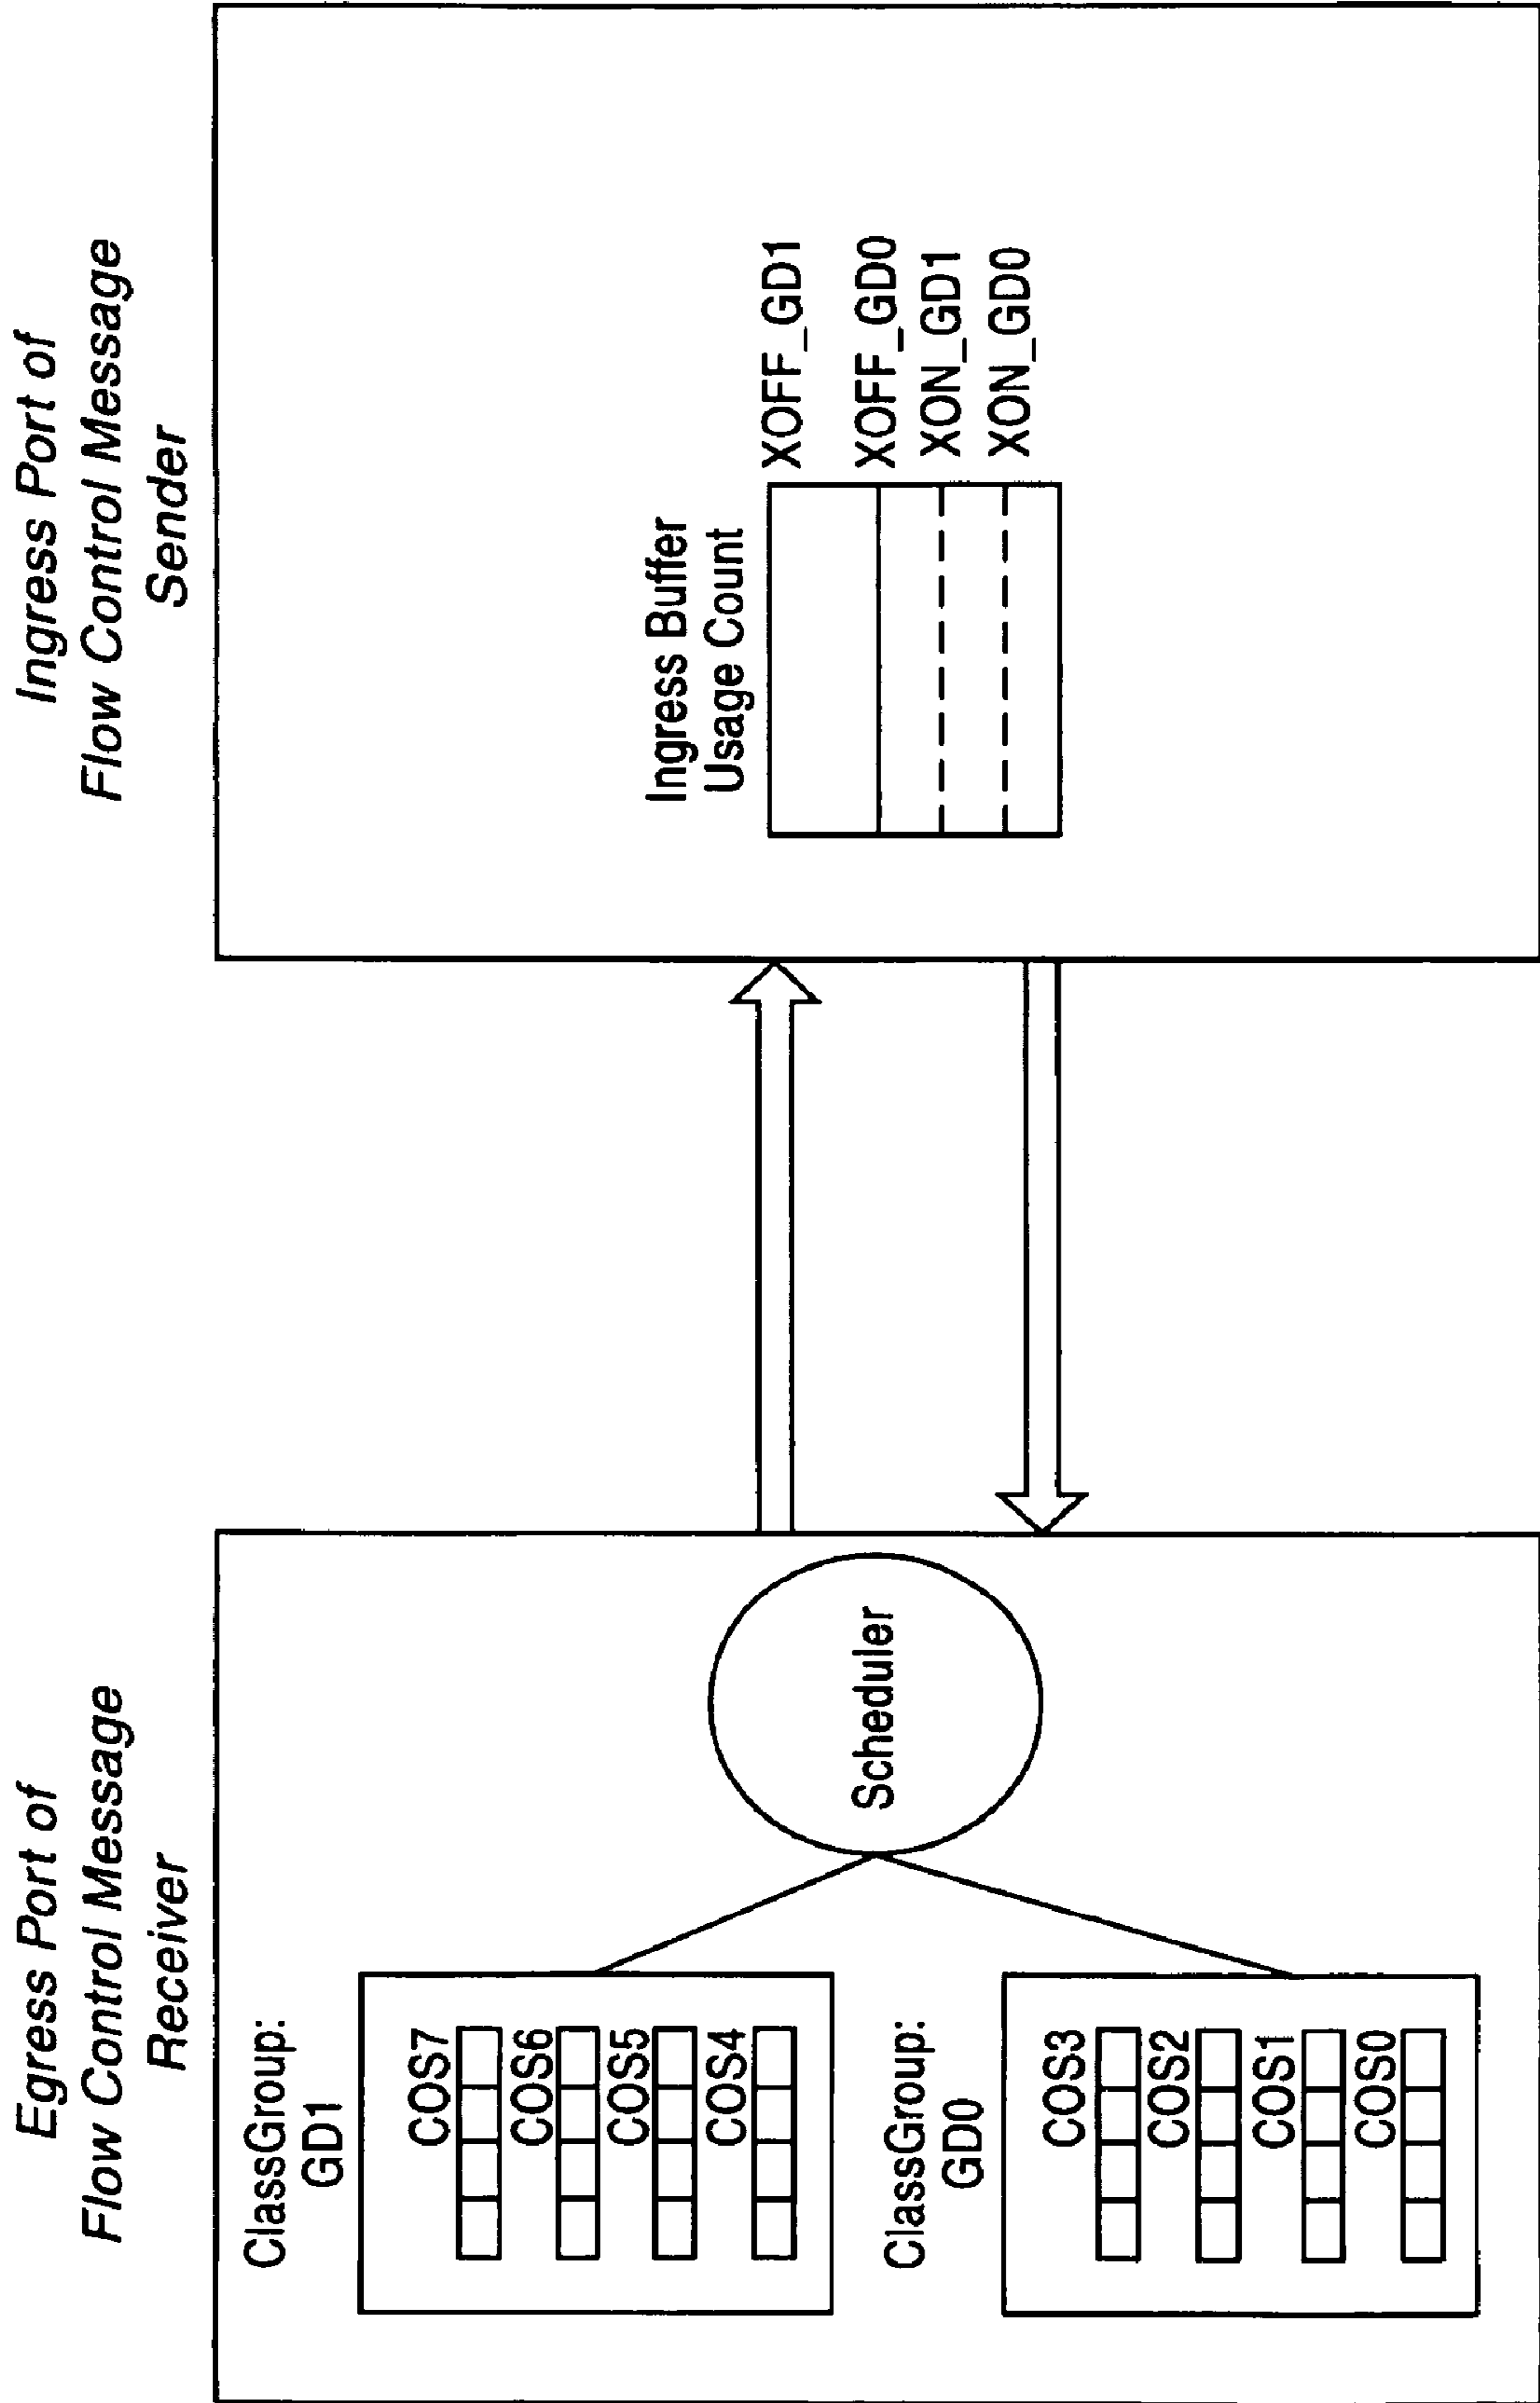 Egress Port of
Flow Control Message
Receiver
ClassGroup:
GD1
COS7
COS6
COS5
COS4
ClassGroup:
GD0
COS3
COS2
COS1
COS0
Scheduler
Ingress Port of
Flow Control Message
Sender
Ingress Buffer
Usage Count
XOFF_GD1
XOFF_GD0
XON_GD1
XON_GD0